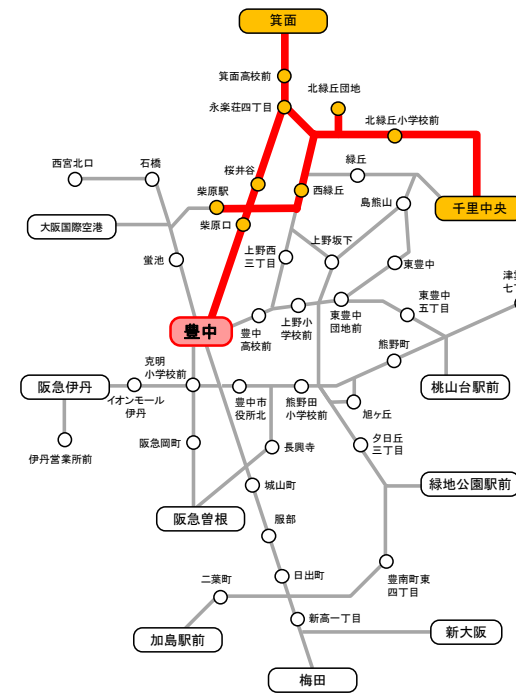 箕面
箕面高校前
北緑丘団地
永楽荘四丁目
北緑丘小学校前
西宮北口
石橋
桜井谷
緑丘
柴原駅
西緑丘
島熊山
千里中央
大阪国際空港
柴原口
上野西
三丁目
上野坂下
蛍池
東豊中
津雲台
七丁目
豊中
豊中
高校前
上野小
学校前
東豊中
団地前
東豊中
五丁目
熊野町
克明
小学校前
阪急伊丹
イオンモール
伊丹
豊中市
役所北
熊野田
小学校前
旭ヶ丘
桃山台駅前
伊丹営業所前
阪急岡町
長興寺
夕日丘
三丁目
城山町
緑地公園駅前
阪急曽根
服部
二葉町
日出町
豊南町東
四丁目
加島駅前
新高一丁目
新大阪
梅田